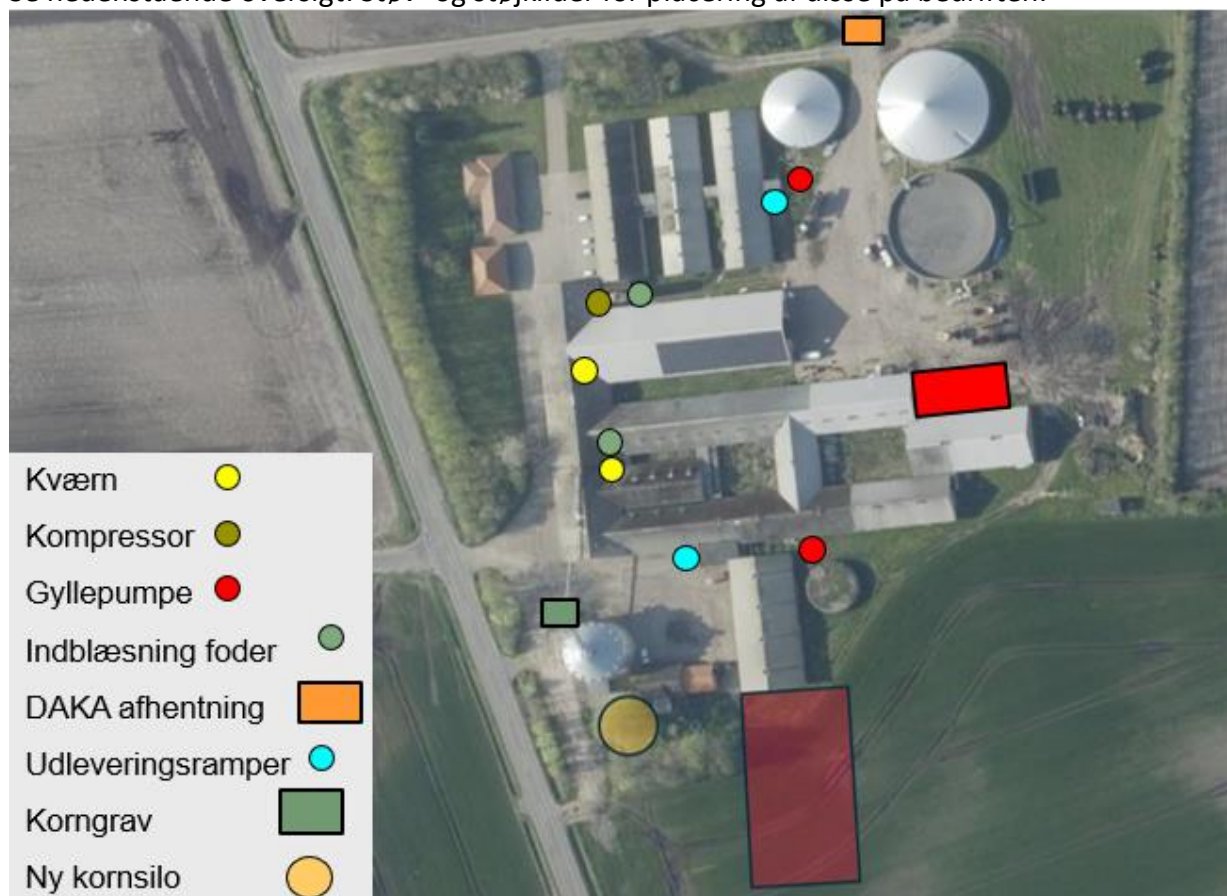 Kværn
Kompressor
Gyllepumpe
Indblæsning foder
DAKA afhentning
Udleveringsramper
Korngrav
Ny kornsilo